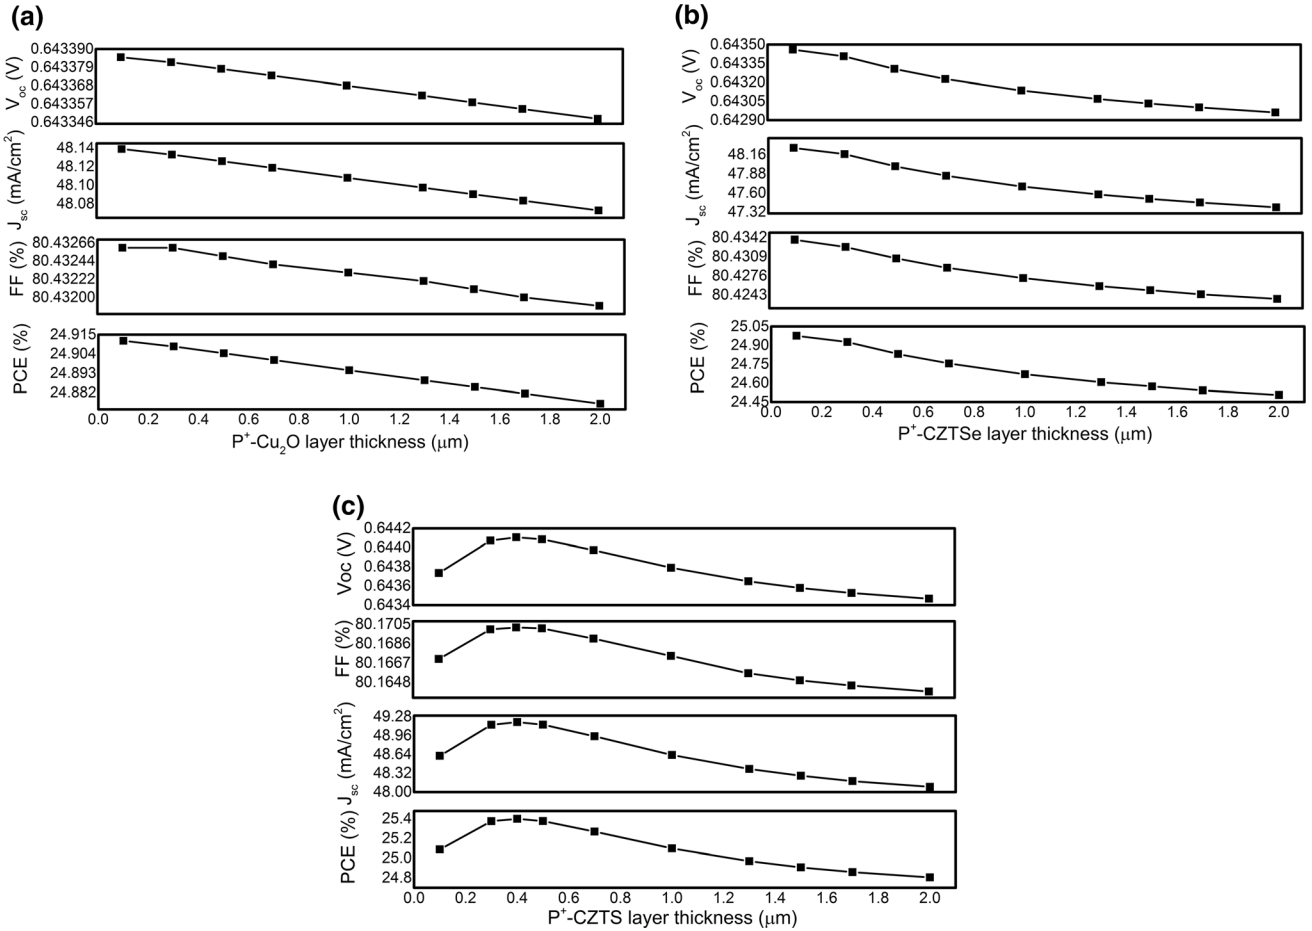 (a)
V_oc (V)
0.643390
0.643379
0.643368
0.643357
0.643346
J_sc (mA/cm²)
48.14
48.12
48.10
48.08
FF (%)
80.43266
80.43244
80.43222
80.43200
PCE (%)
24.915
24.904
24.893
24.882
0.0 0.2 0.4 0.6 0.8 1.0 1.2 1.4 1.6 1.8 2.0
P⁺-Cu₂O layer thickness (μm)
(b)
V_oc (V)
0.64350
0.64335
0.64320
0.64305
0.64290
J_sc (mA/cm²)
48.16
47.88
47.60
47.32
FF (%)
80.4342
80.4309
80.4276
80.4243
PCE (%)
25.05
24.90
24.75
24.60
24.45
0.0 0.2 0.4 0.6 0.8 1.0 1.2 1.4 1.6 1.8 2.0
P⁺-CZTSe layer thickness (μm)
(c)
Voc (V)
0.6442
0.6440
0.6438
0.6436
0.6434
FF (%)
80.1705
80.1686
80.1667
80.1648
J_sc (mA/cm²)
49.28
48.96
48.64
48.32
48.00
PCE (%)
25.4
25.2
25.0
24.8
0.0 0.2 0.4 0.6 0.8 1.0 1.2 1.4 1.6 1.8 2.0
P⁺-CZTS layer thickness (μm)